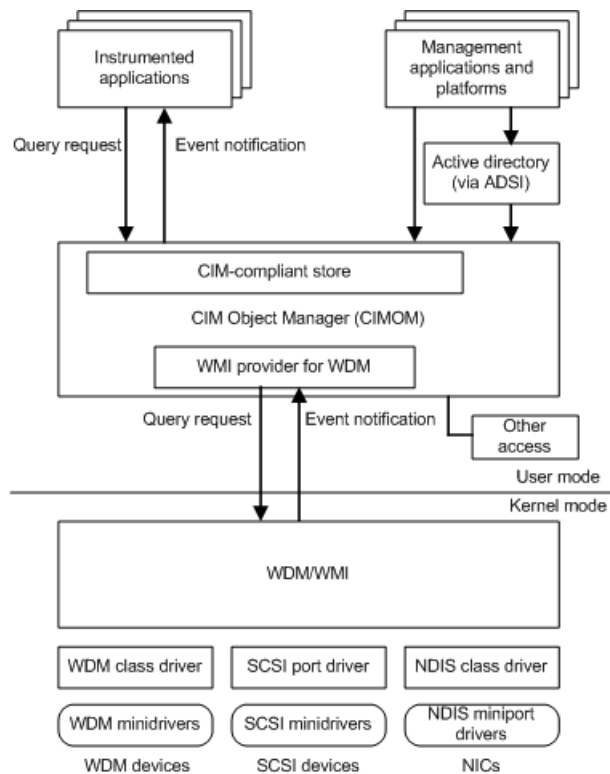 Instrumented
applications
Management
applications and
platforms
Query request
Event notification
Active directory
(via ADSI)
CIM-compliant store
CIM Object Manager (CIMOM)
WMI provider for WDM
Query request
Event notification
Other
access
User mode
Kernel mode
WDM/WMI
WDM class driver
SCSI port driver
NDIS class driver
WDM minidrivers
SCSI minidrivers
NDIS miniport
drivers
WDM devices
SCSI devices
NICs